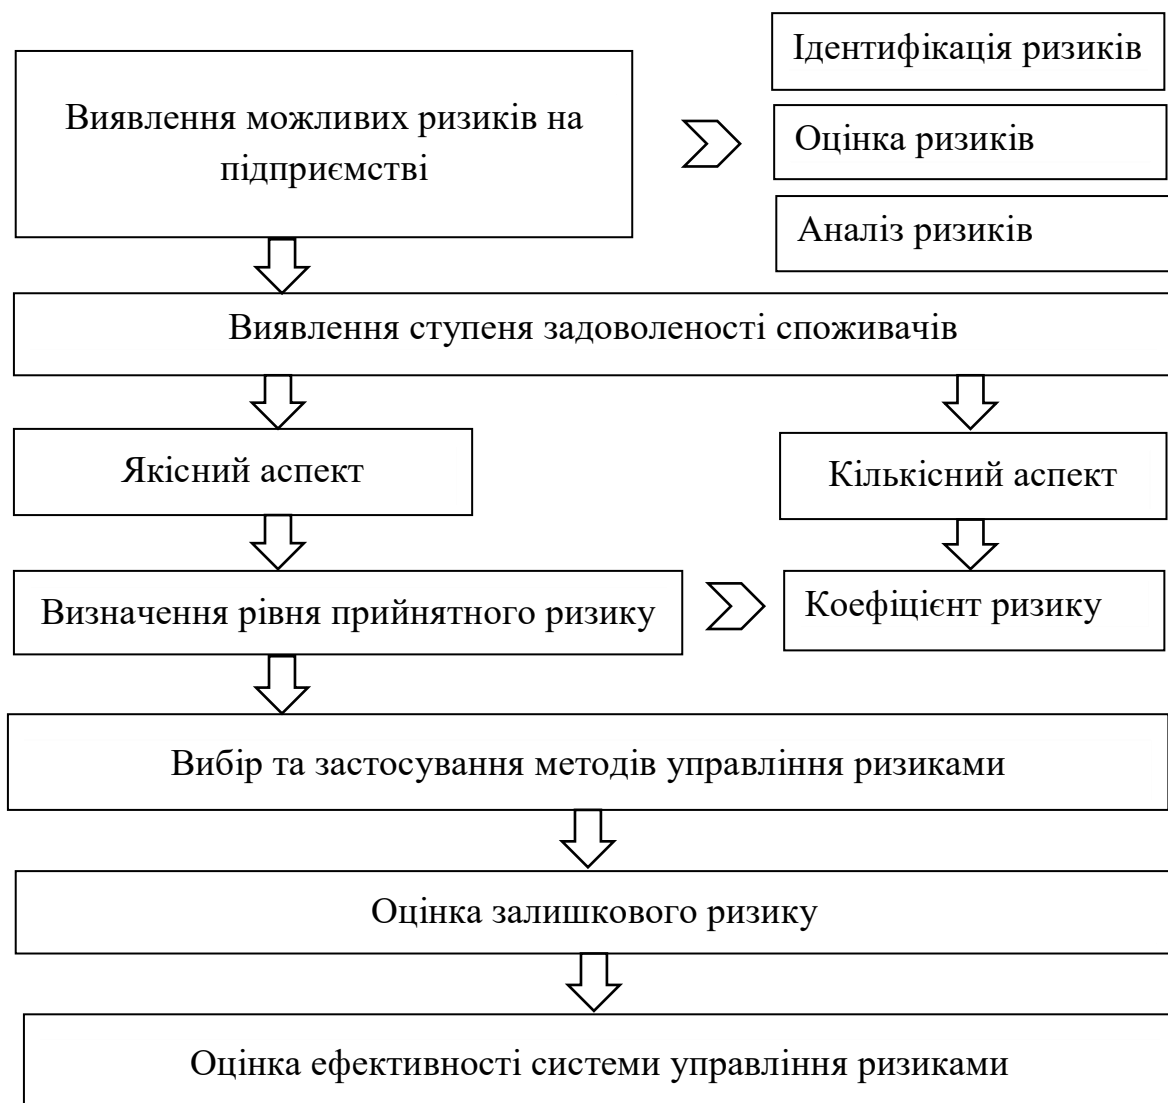 Виявлення можливих ризиків на
підприємстві
Ідентифікація ризиків
Оцінка ризиків
Аналіз ризиків
Виявлення ступеня задоволеності споживачів
Якісний аспект
Кількісний аспект
Визначення рівня прийнятного ризику
Коефіцієнт ризику
Вибір та застосування методів управління ризиками
Оцінка залишкового ризику
Оцінка ефективності системи управління ризиками